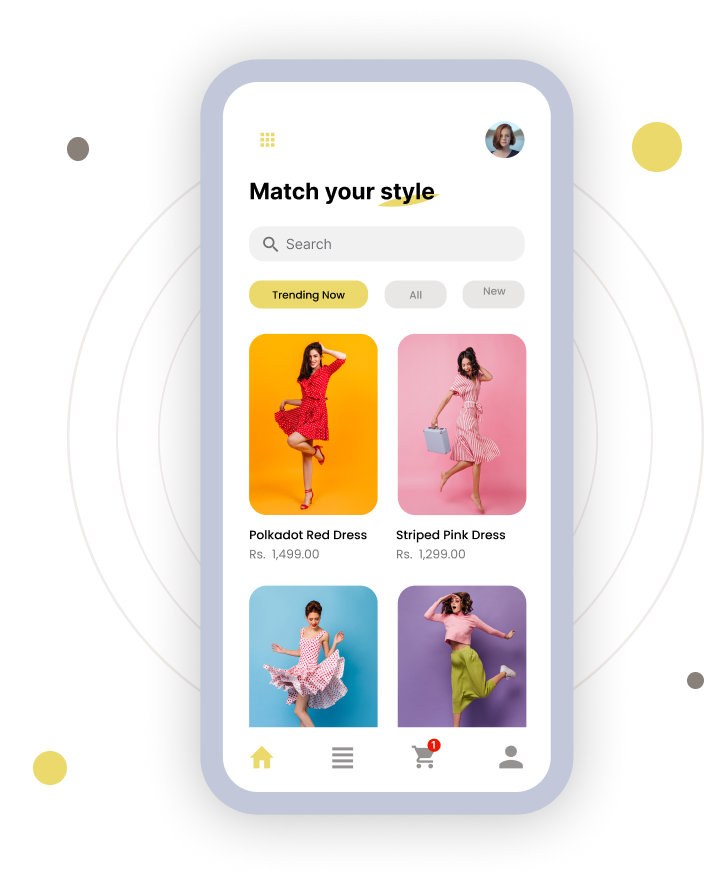 Match your style
Search
Trending Now
All
New
Polkadot Red Dress
Striped Pink Dress
Rs. 1,499.00
Rs. 1,299.00
1